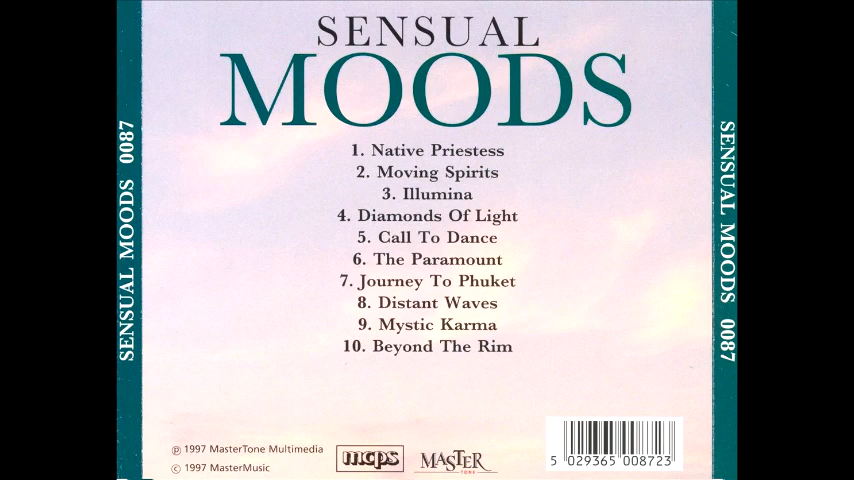 SENSUAL
MOODS
1. Native Priestess
2. Moving Spirits
3. Illumina
4. Diamonds Of Light
5. Call To Dance
6. The Paramount
7. Journey To Phuket
8. Distant Waves
9. Mystic Karma
10. Beyond The Rim
SENSUAL MOODS 0087
SENSUAL MOODS 0087
℗ 1997 MasterTone Multimedia
© 1997 MasterMusic
mcps
MASTER
TONE
5 029365 008723